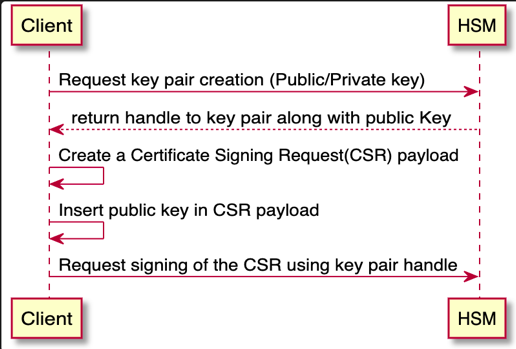 Client
HSM
Request key pair creation (Public/Private key)
return handle to key pair along with public Key
Create a Certificate Signing Request(CSR) payload
Insert public key in CSR payload
Request signing of the CSR using key pair handle
Client
HSM